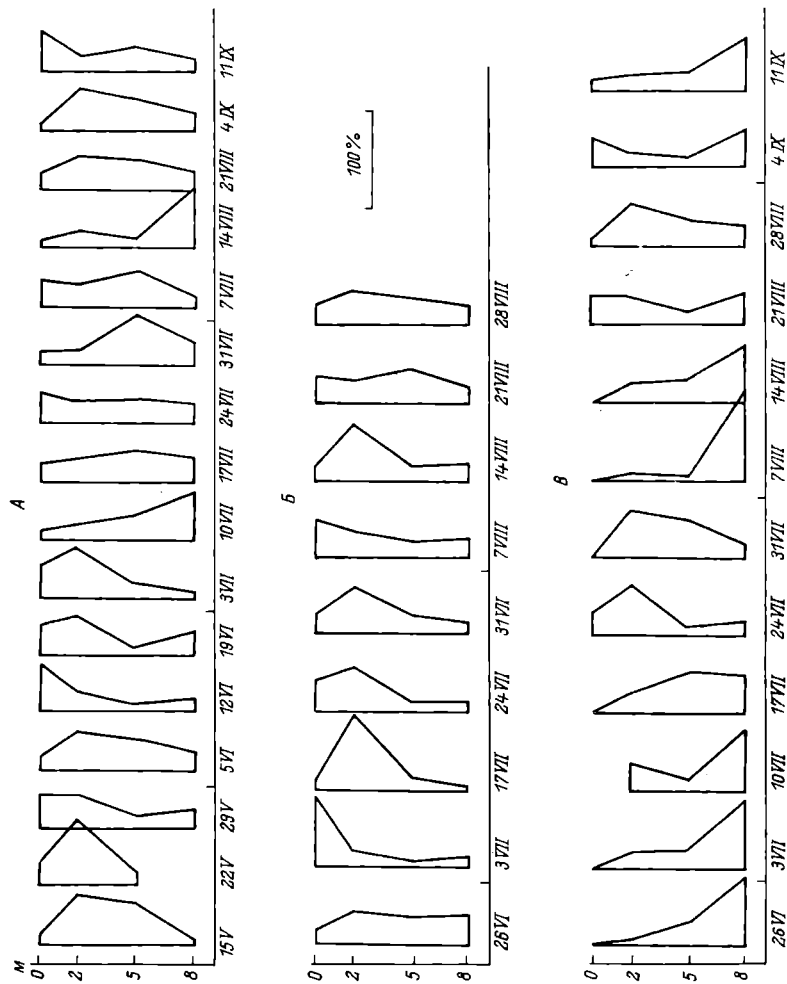 А
м
0
2
5
8
15 V
22 V
29 V
5 VI
12 VI
19 VI
3 VII
10 VII
17 VII
24 VII
31 VII
7 VIII
14 VIII
21 VIII
4 IX
11 IX
Б
0
2
5
8
26 VI
3 VII
17 VII
24 VII
31 VII
7 VIII
14 VIII
21 VIII
28 VIII
100%
В
0
2
5
8
26 VI
3 VII
10 VII
17 VII
24 VII
31 VII
7 VIII
14 VIII
21 VIII
28 VIII
4 IX
11 IX